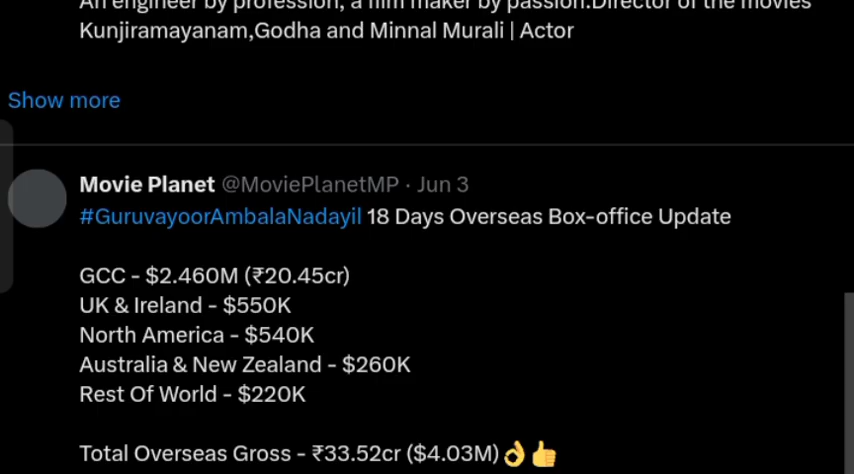 An engineer by profession, a film maker by passion.Director of the movies
Kunjiramayanam,Godha and Minnal Murali | Actor
Show more
Movie Planet @MoviePlanetMP · Jun 3
#GuruvayoorAmbalaNadayil 18 Days Overseas Box-office Update
GCC - $2.460M (₹20.45cr)
UK & Ireland - $550K
North America - $540K
Australia & New Zealand - $260K
Rest Of World - $220K
Total Overseas Gross - ₹33.52cr ($4.03M)👌👍